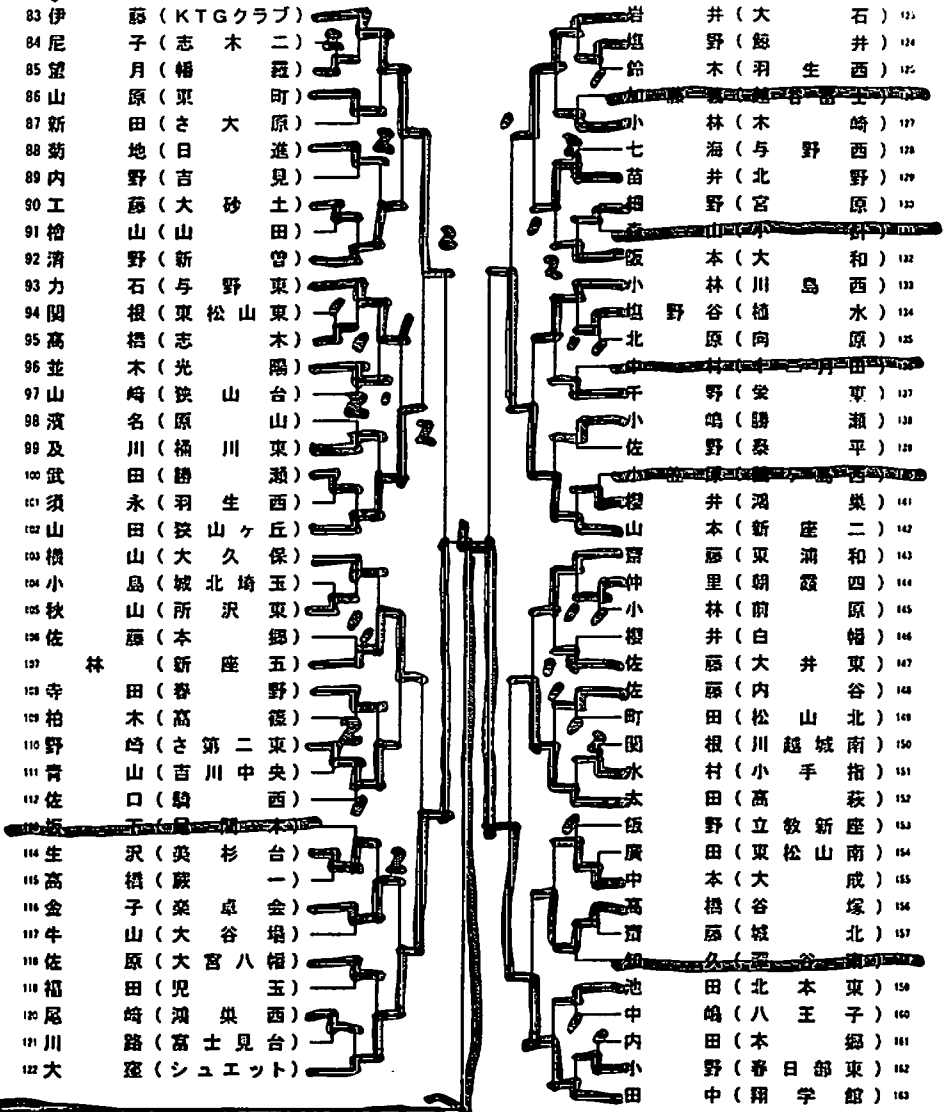 83 伊藤（KTGクラブ）
84 尼子（志木二）
85 望月（幡羅）
86 山原（東町）
87 新田（さ大原）
88 菊地（日進）
89 内野（吉見）
90 工藤（大砂土）
91 檜山（山田）
92 清野（新曽）
93 力石（与野東）
94 関根（東松山東）
95 高橋（志木）
96 並木（光陽）
97 山崎（狭山台）
98 濱名（原山）
99 及川（桶川東）
100 武田（勝瀬）
101 須永（羽生西）
102 山田（狭山ヶ丘）
103 横山（大久保）
104 小島（城北埼玉）
105 秋山（所沢東）
106 佐藤（本郷）
107 林（新座五）
108 寺田（春野）
109 柏木（高篠）
110 野崎（さ第二東）
111 青山（吉川中央）
112 佐口（騎西）
114 生沢（美杉台）
115 高橋（蕨一）
116 金子（楽卓会）
117 牛山（大谷場）
118 佐原（大宮八幡）
119 福田（児玉）
120 尾崎（鴻巣西）
121 川路（富士見台）
122 大窪（シュエット）
岩井（大石）123
塩野（鯨井）124
鈴木（羽生西）125
小林（木崎）127
七海（与野西）128
苗井（北野）129
野（宮原）130
阪本（大和）132
小林（川島西）133
塩野谷（植水）134
北原（向原）135
千野（栄東）137
小嶋（勝瀬）138
佐野（泰平）139
櫻井（鴻巣）141
山本（新座二）142
齋藤（東浦和）143
仲里（朝霞四）144
小林（前原）145
櫻井（白幡）146
佐藤（大井東）147
佐藤（内谷）148
町田（松山北）149
関根（川越城南）150
水村（小手指）151
太田（高萩）152
飯野（立教新座）153
廣田（東松山南）154
中本（大成）155
高橋（谷塚）156
齋藤（城北）157
池田（北本東）159
中嶋（八王子）160
内田（本郷）161
小野（春日部東）162
田中（翔学館）163